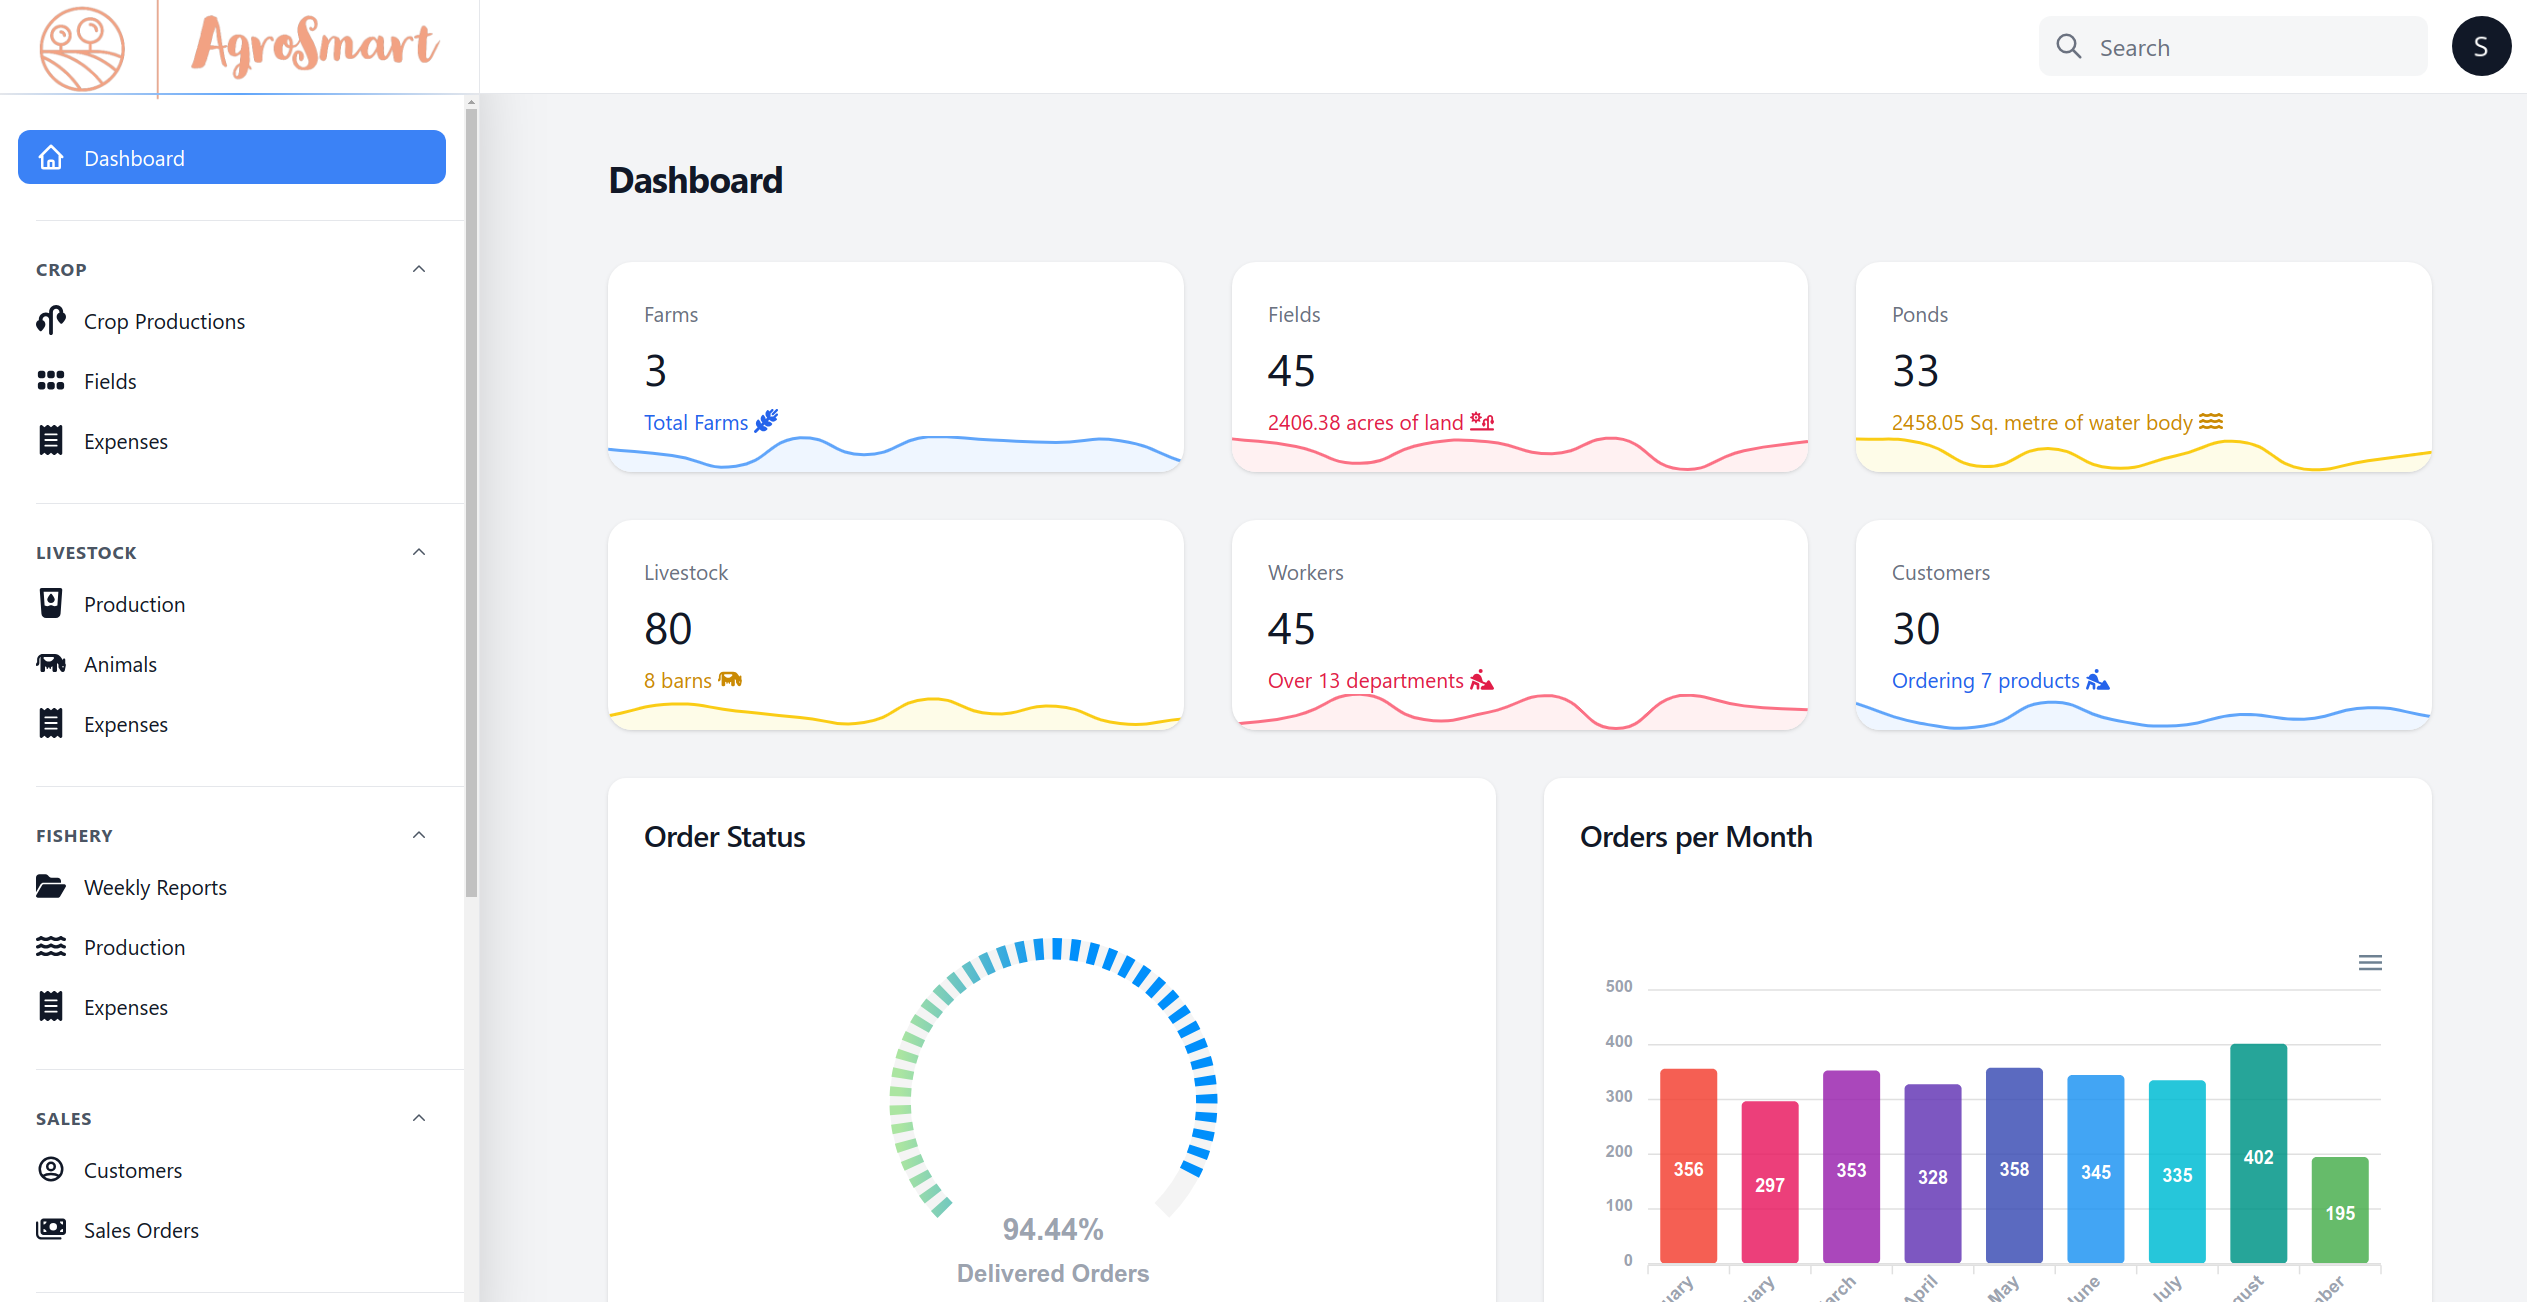 AgroSmart
Search
S
Dashboard
CROP
Crop Productions
Fields
Expenses
LIVESTOCK
Production
Animals
Expenses
FISHERY
Weekly Reports
Production
Expenses
SALES
Customers
Sales Orders
Dashboard
Farms
3
Total Farms
Fields
45
2406.38 acres of land
Ponds
33
2458.05 Sq. metre of water body
Livestock
80
8 barns
Workers
45
Over 13 departments
Customers
30
Ordering 7 products
Order Status
94.44%
Delivered Orders
Orders per Month
500
400
300
200
100
0
356
297
353
328
358
345
335
402
195
uary
uary
arch
April
May
June
July
gust
ber